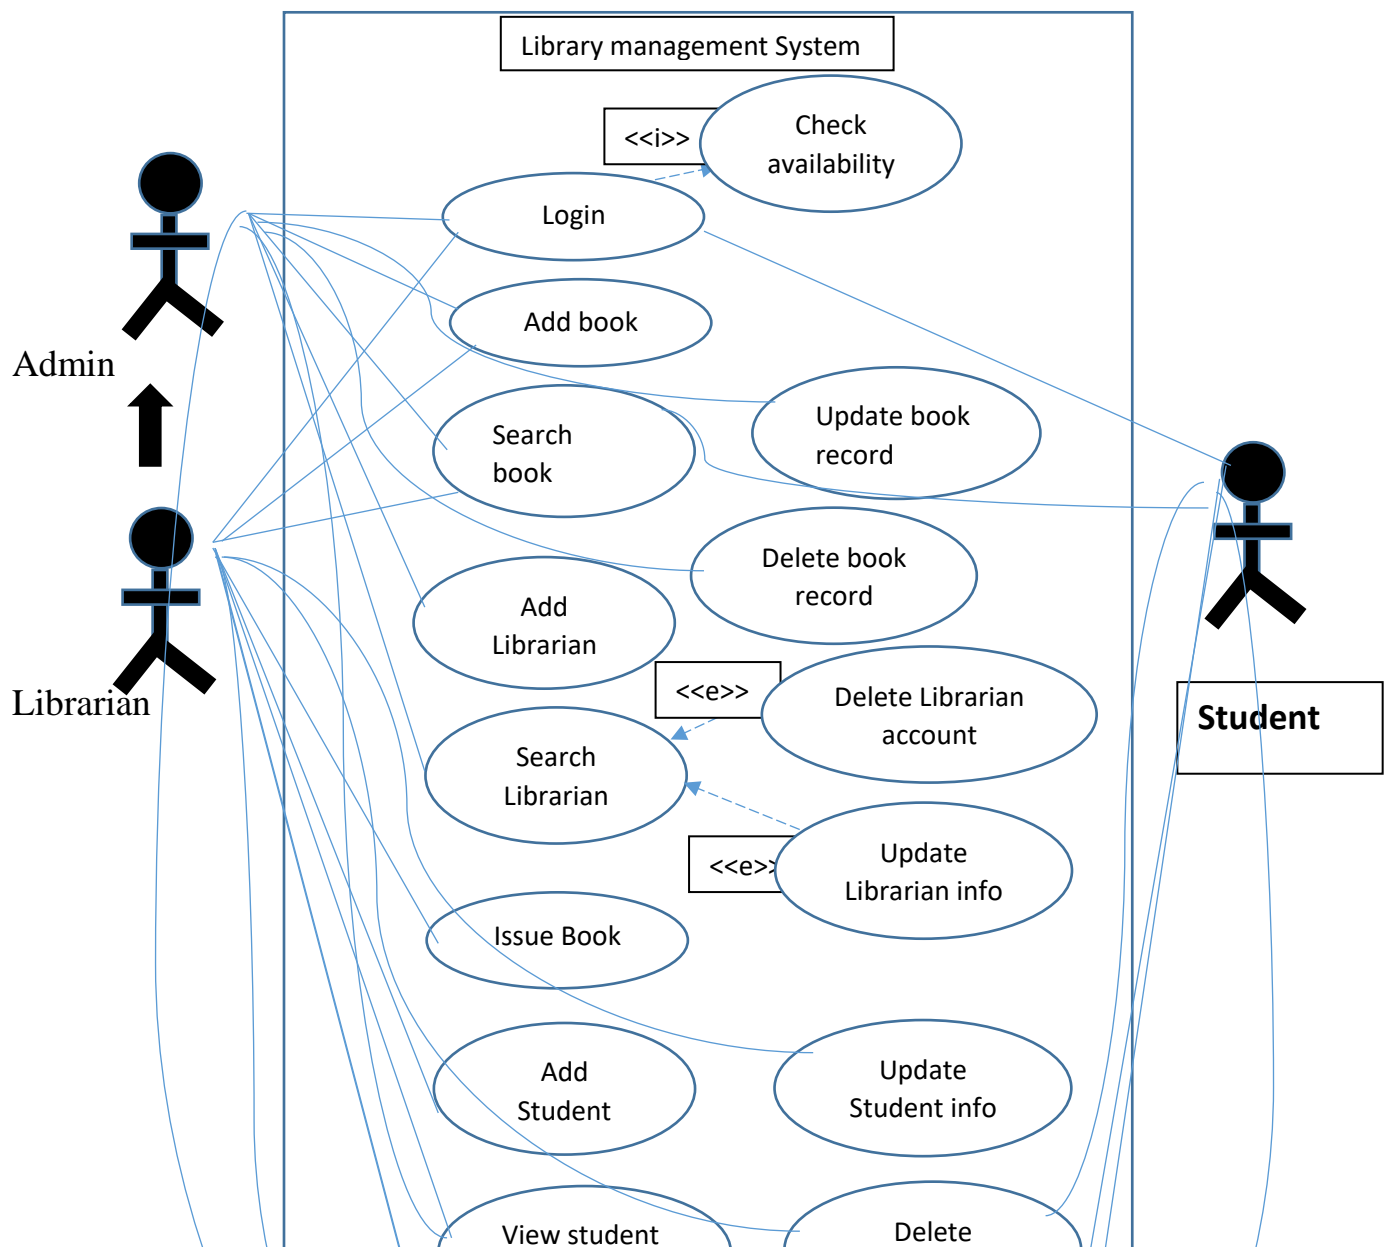 Library management System
<<i>>
Check
availability
Login
Add book
Admin
Search
book
Update book
record
Delete book
record
Add
Librarian
<<e>>
Delete Librarian
account
Librarian
Student
Search
Librarian
<<e>>
Update
Librarian info
Issue Book
Add
Student
Update
Student info
View student
Delete